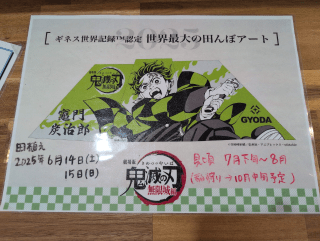 2025
[ ギネス世界記録™認定 世界最大の田んぼアート ]
鬼滅の刃
無限城編
竈門
炭治郎
GYODA
田植え
2025年6月14日(土)
15日(日)
劇場版
鬼滅の刃
無限城編
見頃 7月下旬〜8月
(稲刈り→10月中旬予定)